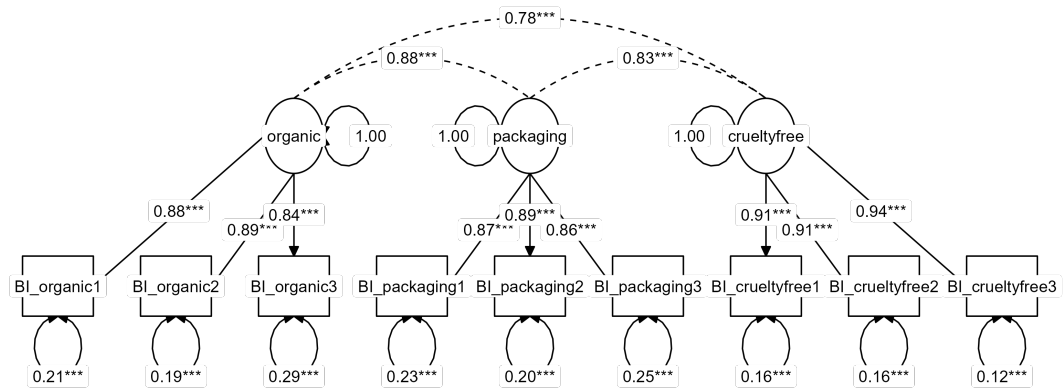 0.78***
0.88*** 0.83***
organic 1.00 1.00 packaging 1.00 crueltyfree
0.88*** 0.84*** 0.89*** 0.91*** 0.94***
0.89*** 0.87*** 0.86*** 0.91***
BI_organic1 BI_organic2 BI_organic3 BI_packaging1 BI_packaging2 BI_packaging3 BI_crueltyfree1 BI_crueltyfree2 BI_crueltyfree3
0.21*** 0.19*** 0.29*** 0.23*** 0.20*** 0.25*** 0.16*** 0.16*** 0.12***